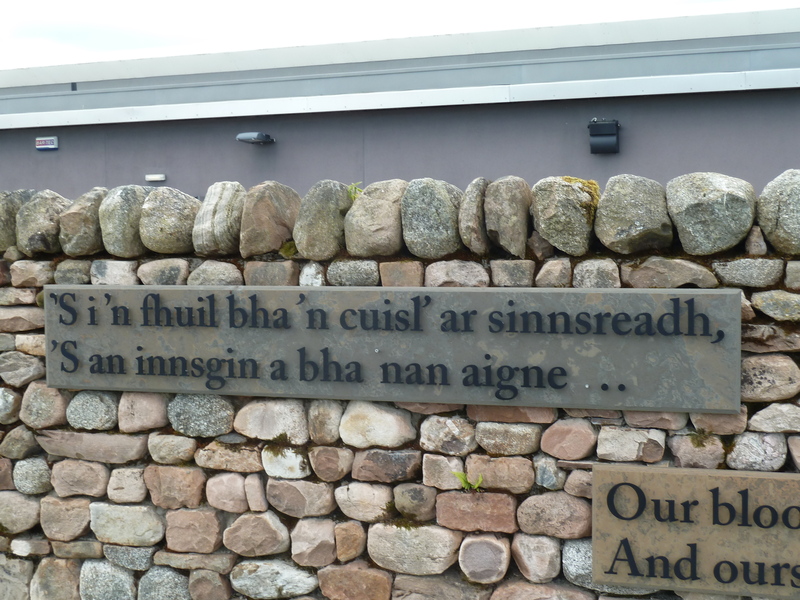 'S i 'n fhuil bha 'n cuisl' ar sinnsreadh,
'S an innsgin a bha nan aigne ..
Our bloo
And ours